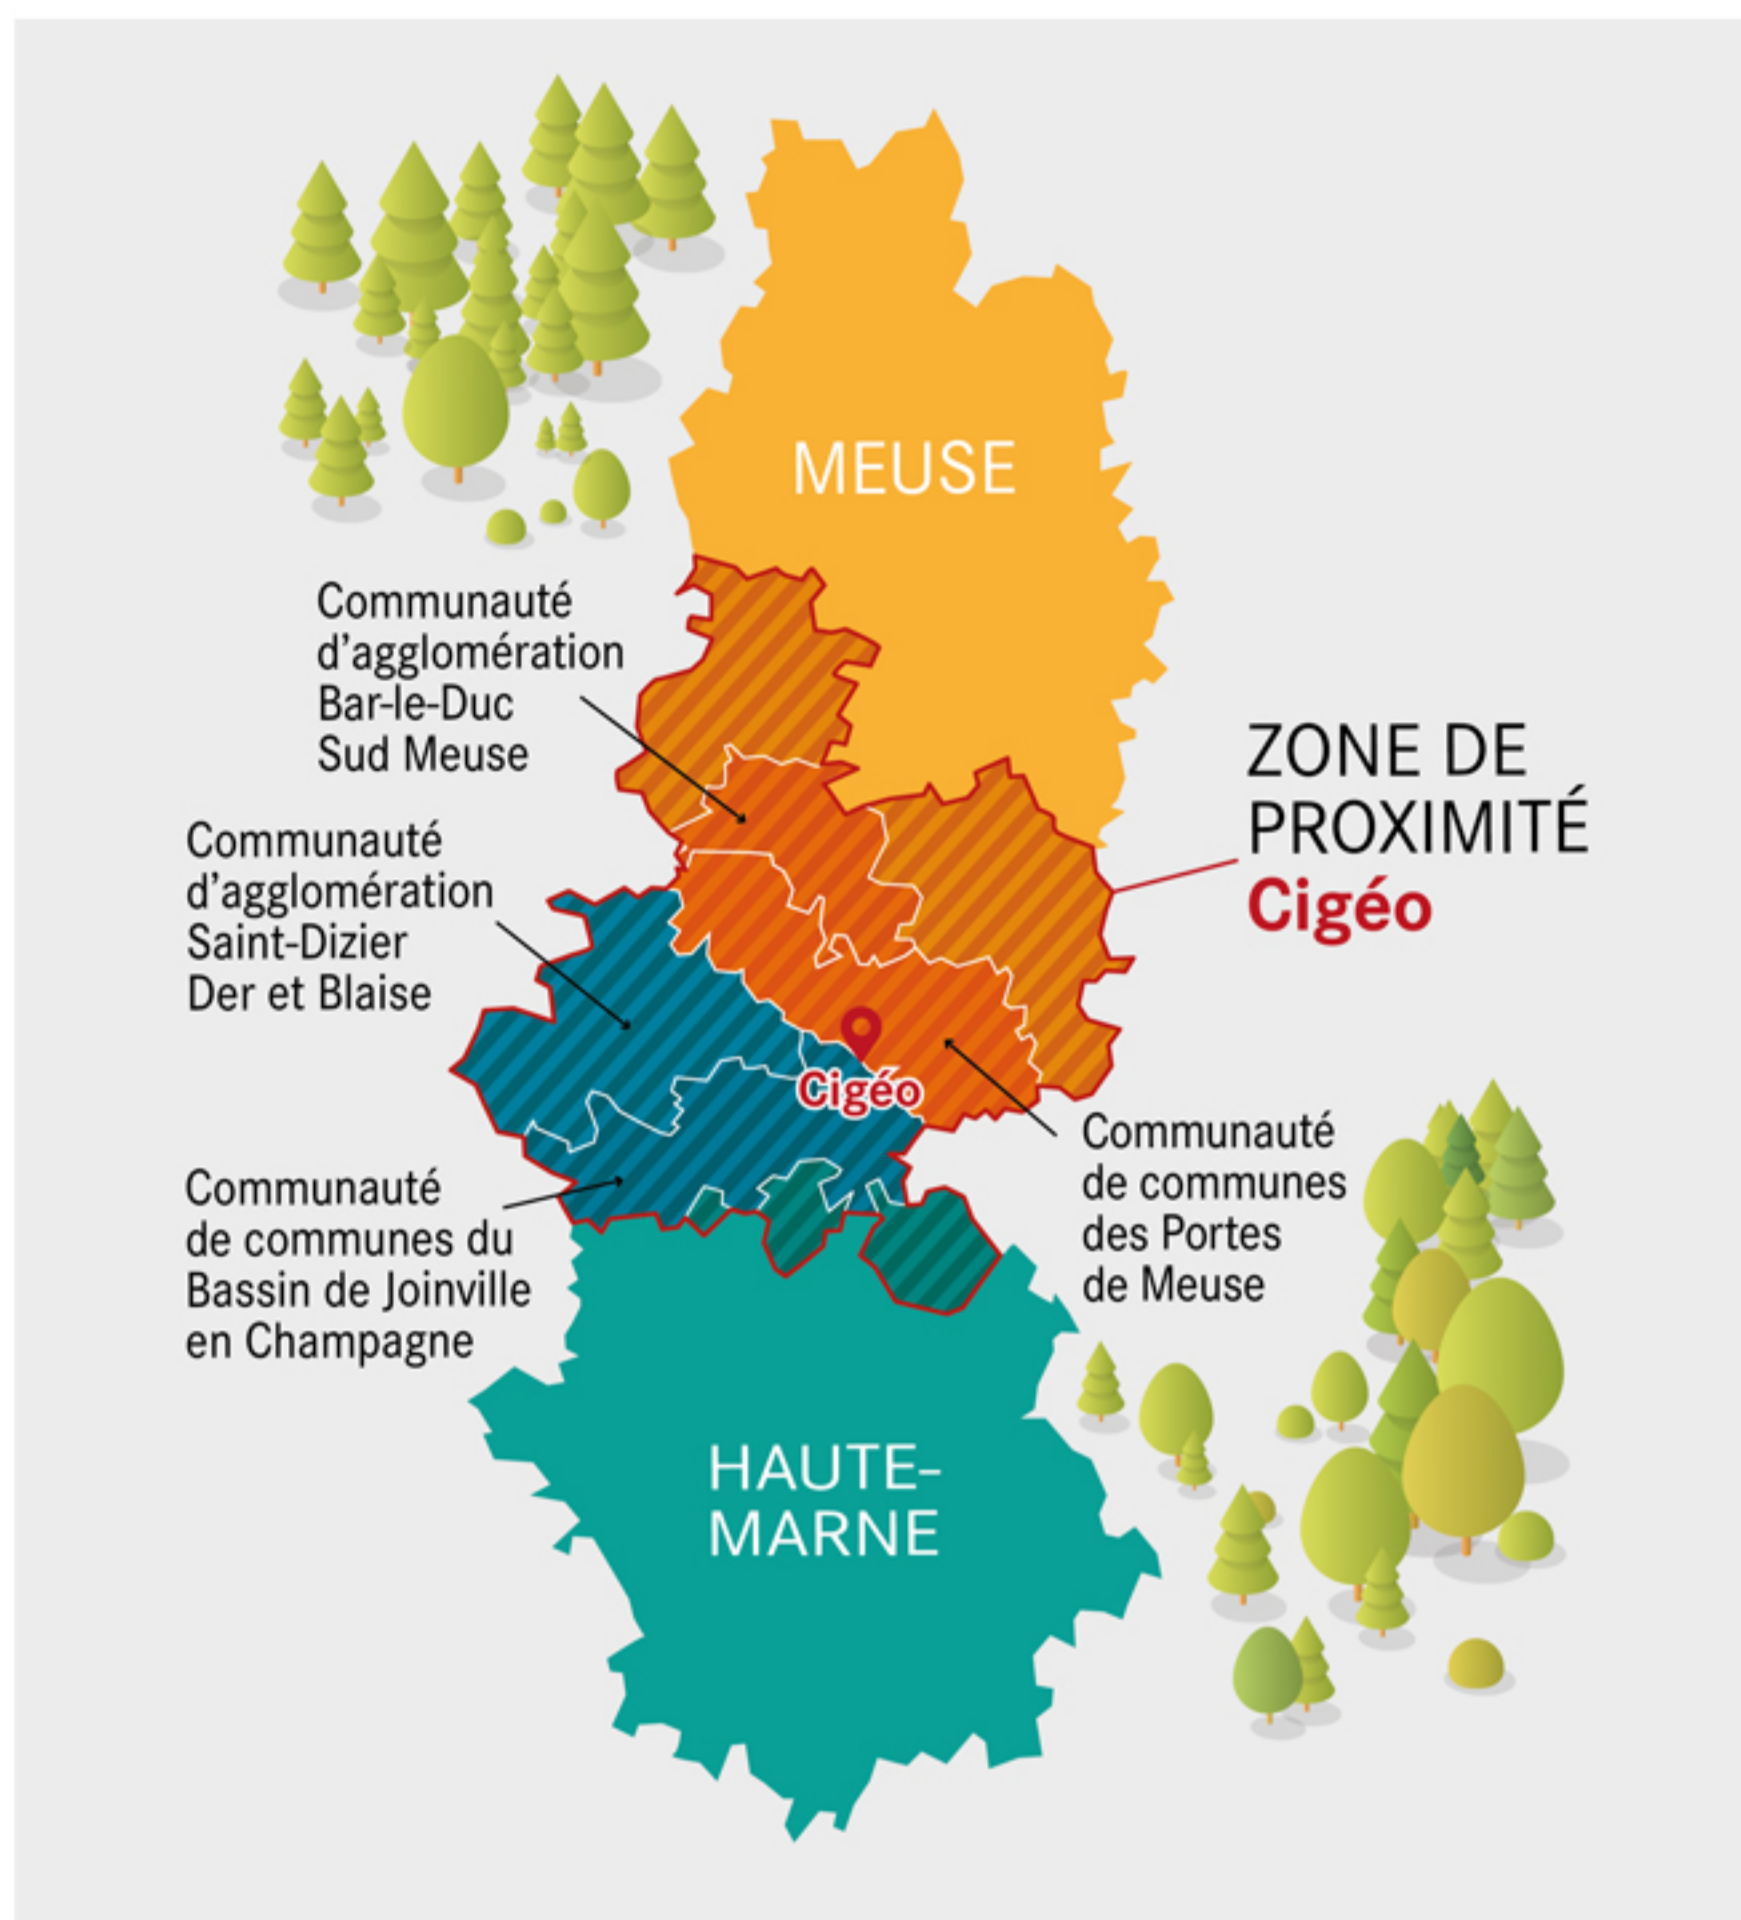 MEUSE
Communauté
d'agglomération
Bar-le-Duc
Sud Meuse
ZONE DE
PROXIMITÉ
Cigéo
Communauté
d'agglomération
Saint-Dizier
Der et Blaise
Cigéo
Communauté
de communes
des Portes
de Meuse
Communauté
de communes du
Bassin de Joinville
en Champagne
HAUTE-
MARNE